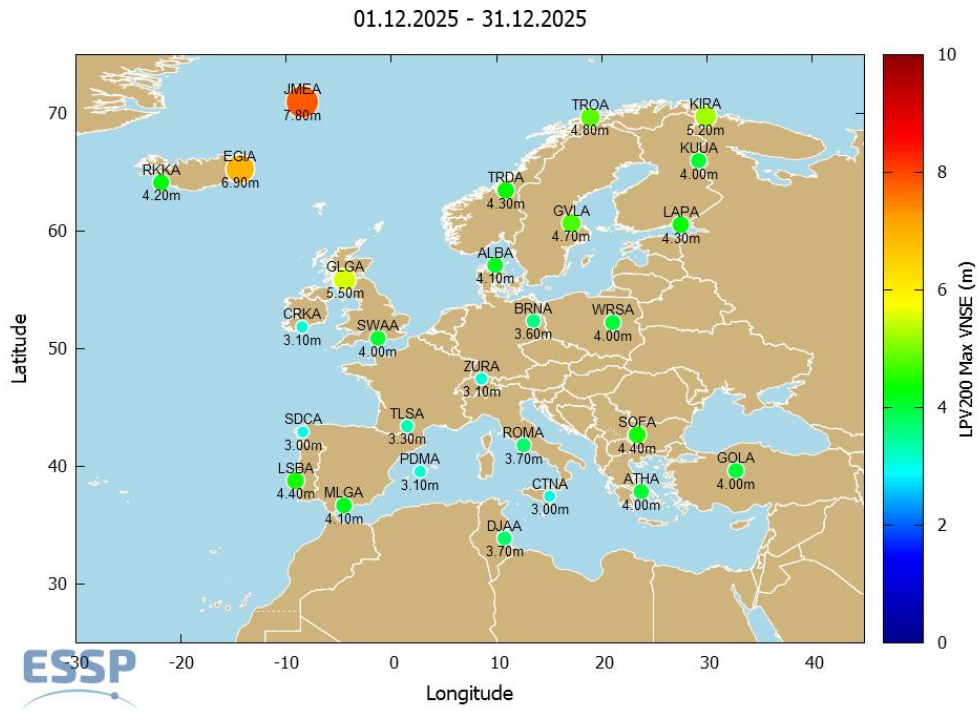 01.12.2025 - 31.12.2025
JMEA
7.80m
TROA
4.80m
KIRA
5.20m
KUUA
4.00m
EGIA
6.90m
RKKA
4.20m
TRDA
4.30m
GVLA
4.70m
LAPA
4.30m
ALBA
4.10m
GLGA
5.50m
CRKA
3.10m
SWAA
4.00m
BRNA
3.60m
WRSA
4.00m
ZURA
3.10m
SDCA
3.00m
TLSA
3.30m
ROMA
3.70m
SOFA
4.40m
LSBA
4.40m
PDMA
3.10m
GOLA
4.00m
MLGA
4.10m
CTNA
3.00m
ATHA
4.00m
DJAA
3.70m
70
60
50
40
30
Latitude
-30
-20
-10
0
10
20
30
40
Longitude
10
8
6
4
2
0
LPV200 Max VNSE (m)
ESSP